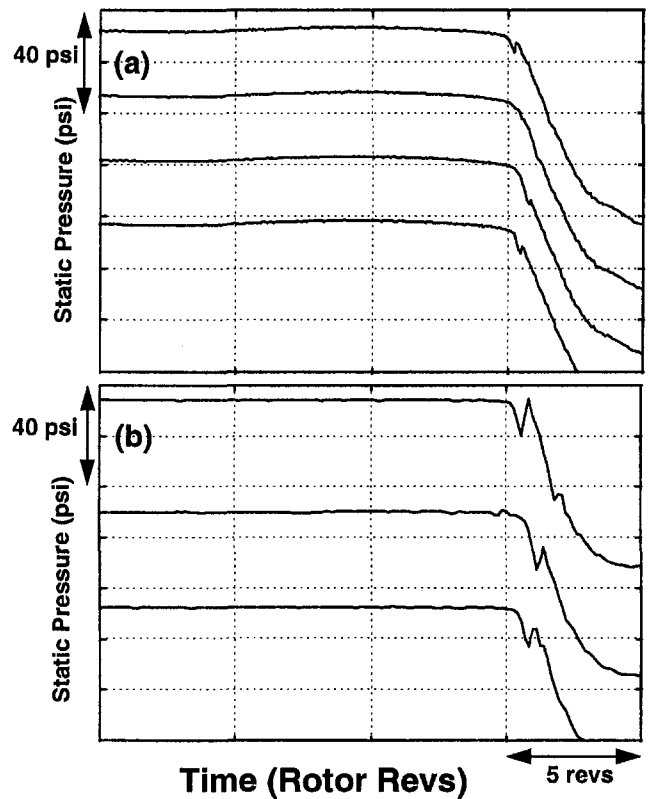 40 psi
(a)
Static Pressure (psi)
40 psi
(b)
Static Pressure (psi)
Time (Rotor Revs)
5 revs